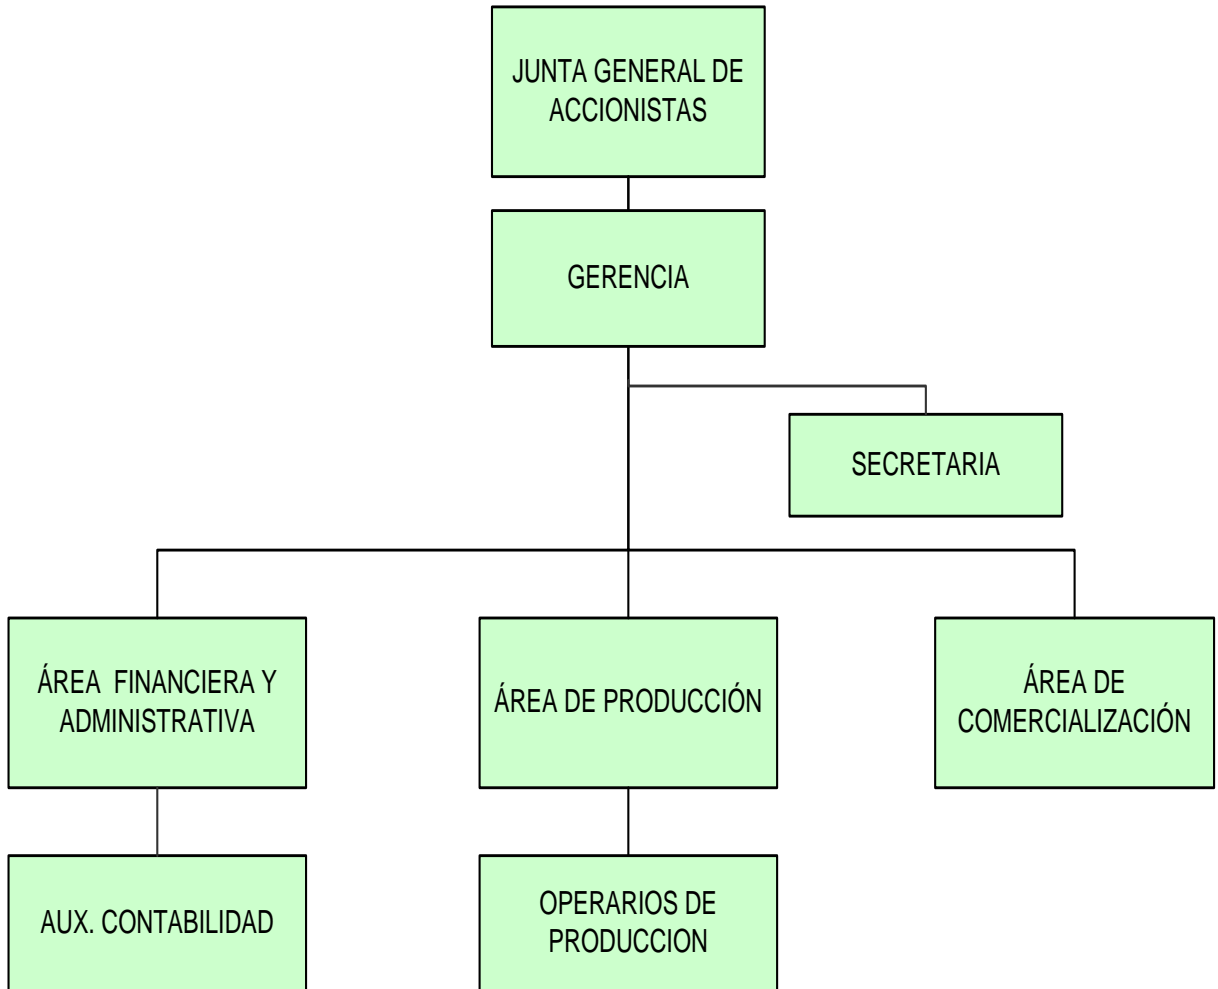 JUNTA GENERAL DE
ACCIONISTAS
GERENCIA
SECRETARIA
ÁREA FINANCIERA Y
ADMINISTRATIVA
ÁREA DE PRODUCCIÓN
ÁREA DE
COMERCIALIZACIÓN
AUX. CONTABILIDAD
OPERARIOS DE
PRODUCCION